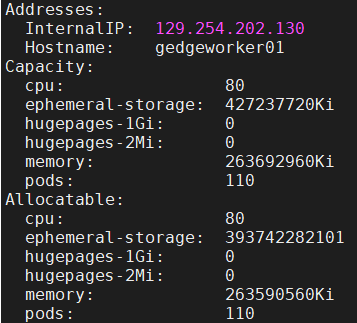 Addresses:
  InternalIP:  129.254.202.130
  Hostname:    gedgeworker01
Capacity:
  cpu:                80
  ephemeral-storage:  427237720Ki
  hugepages-1Gi:      0
  hugepages-2Mi:      0
  memory:             263692960Ki
  pods:               110
Allocatable:
  cpu:                80
  ephemeral-storage:  393742282101
  hugepages-1Gi:      0
  hugepages-2Mi:      0
  memory:             263590560Ki
  pods:               110